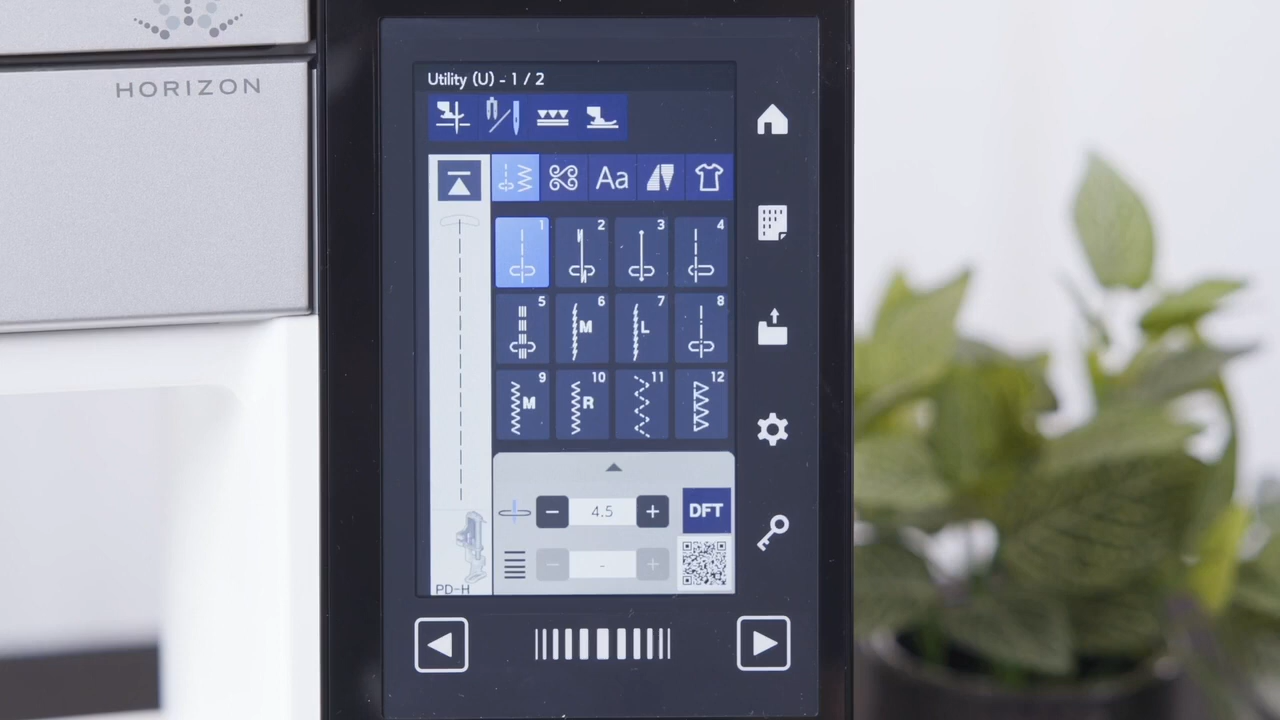 HORIZON
Utility (U) - 1 / 2
Aa
1 2 3 4
5 6 M 7 L 8
9 M 10 R 11 12
4.5 DFT
-
PD-H